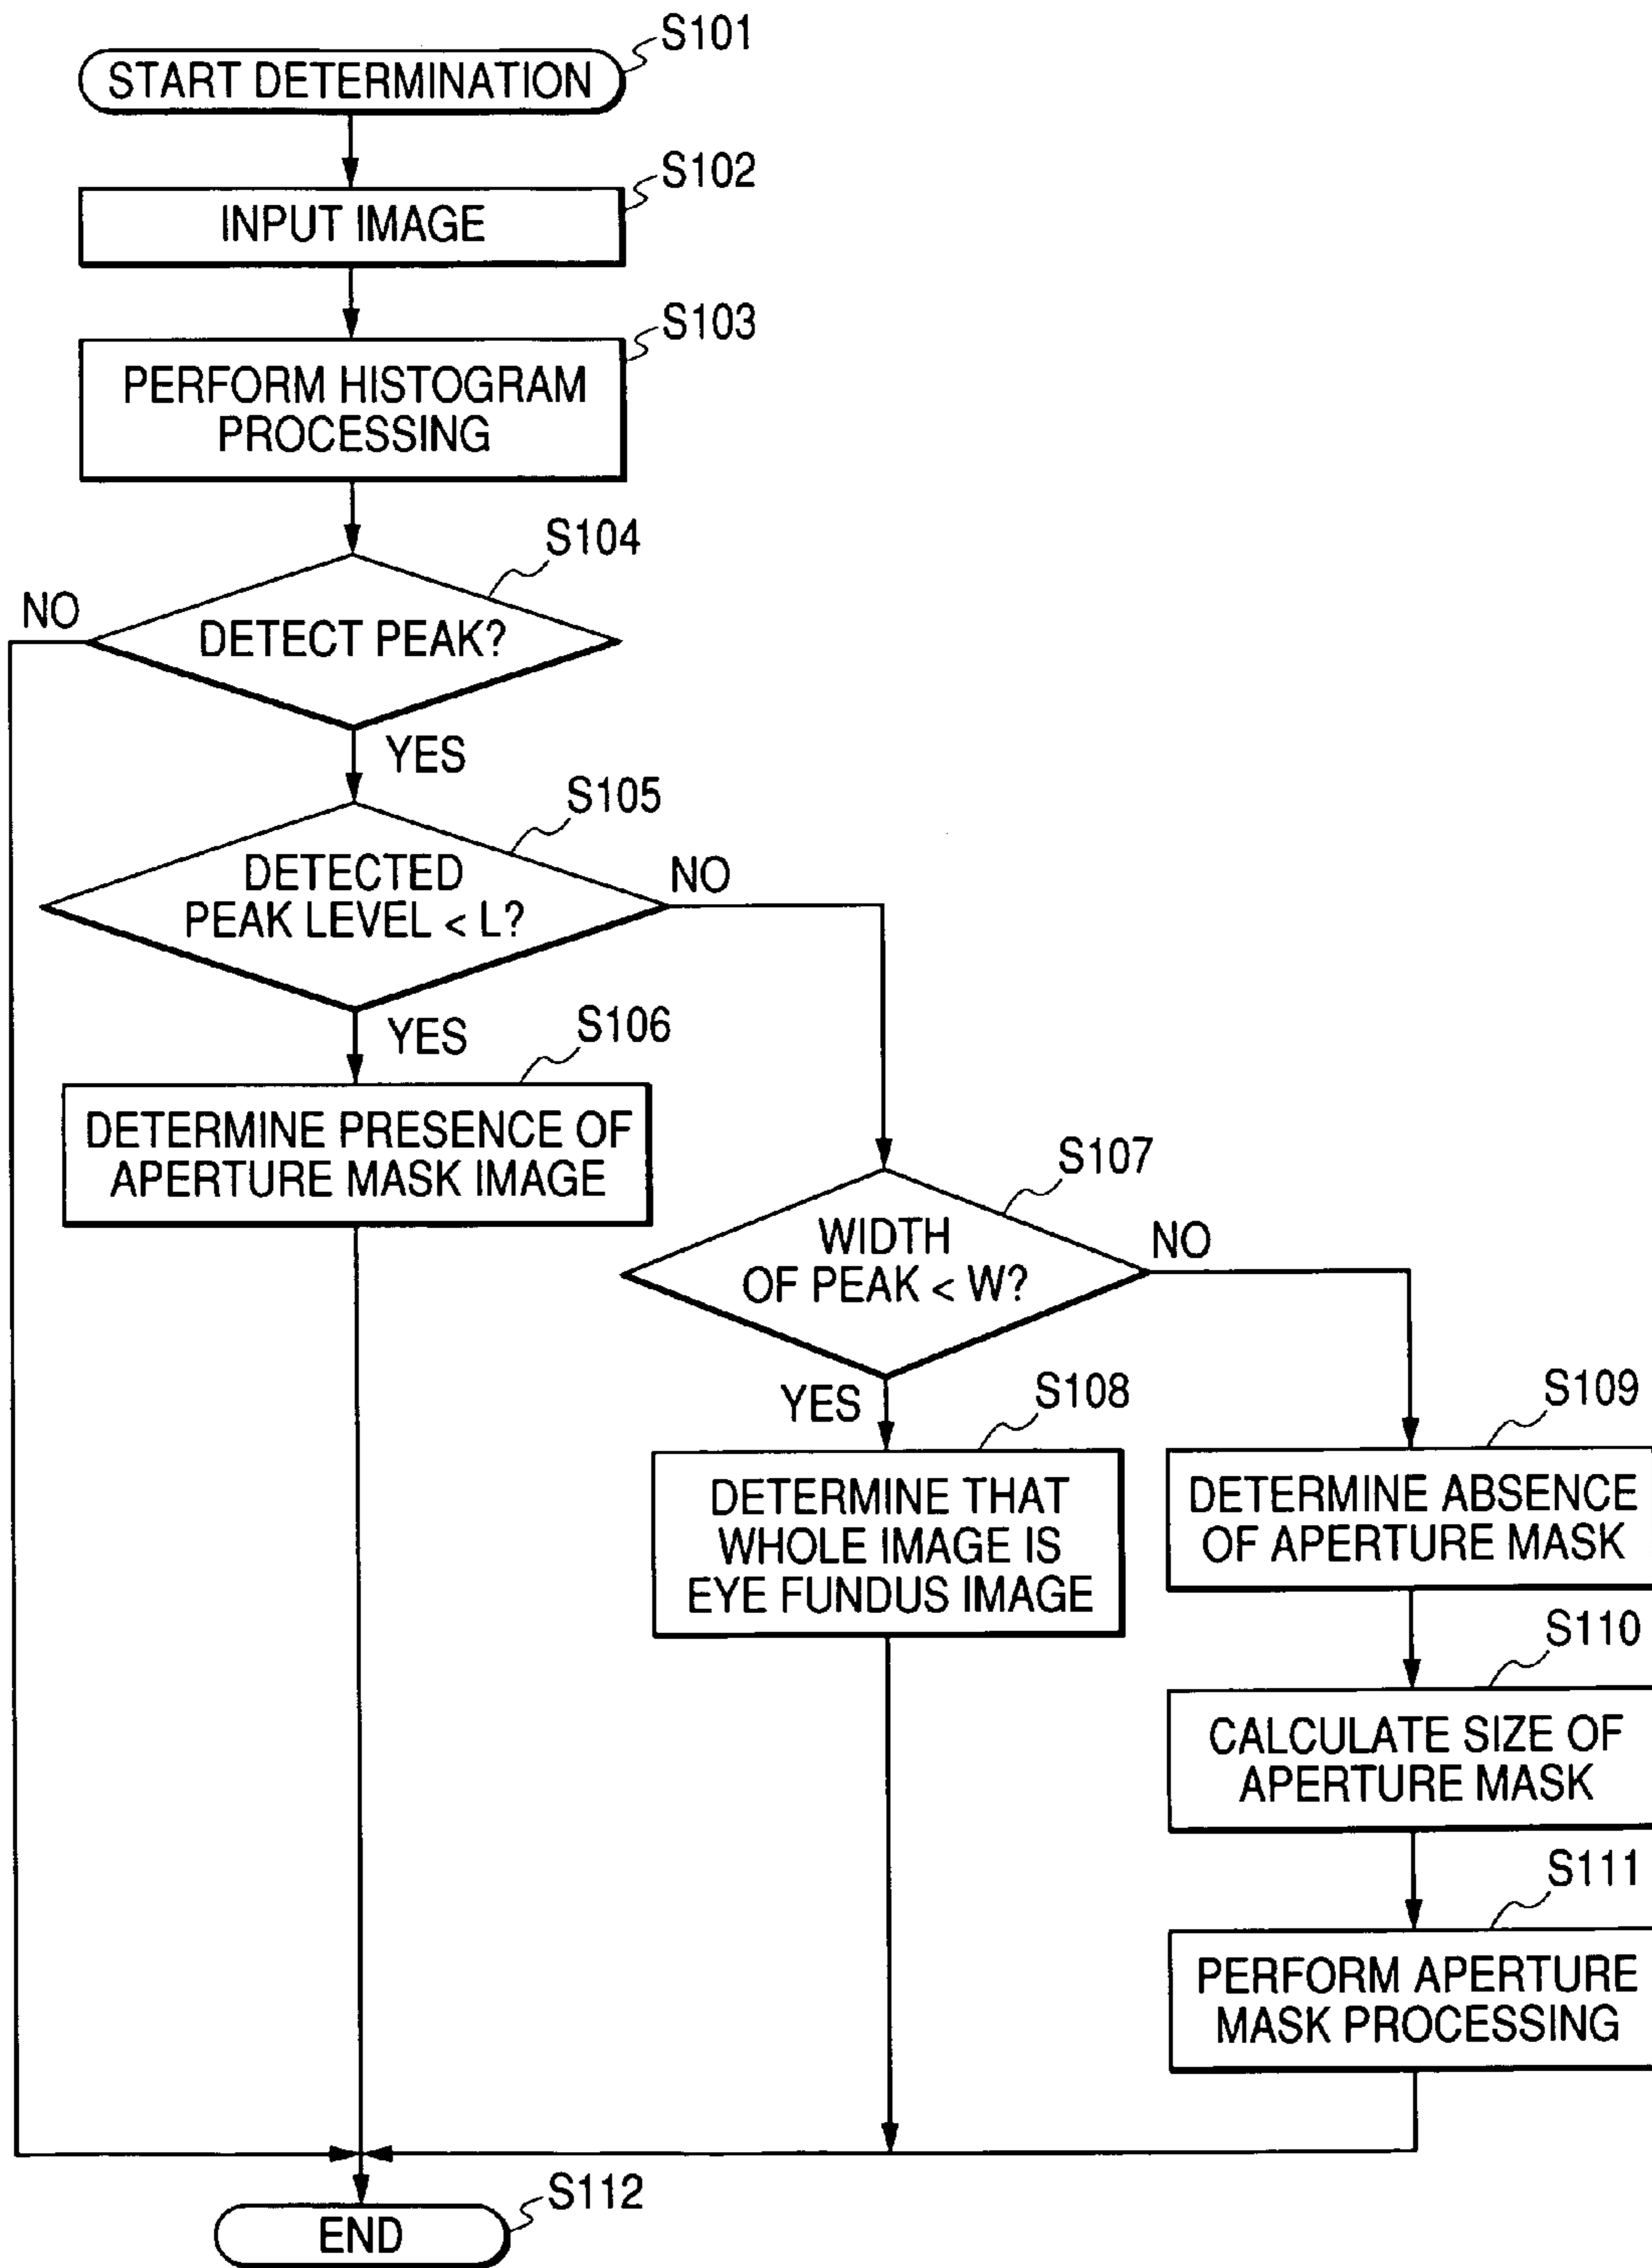 S101
START DETERMINATION
S102
INPUT IMAGE
S103
PERFORM HISTOGRAM
PROCESSING
S104
NO
DETECT PEAK?
YES
S105
DETECTED
PEAK LEVEL < L?
NO
YES
S106
DETERMINE PRESENCE OF
APERTURE MASK IMAGE
S107
WIDTH
OF PEAK < W?
NO
YES
S108
DETERMINE THAT
WHOLE IMAGE IS
EYE FUNDUS IMAGE
S109
DETERMINE ABSENCE
OF APERTURE MASK
S110
CALCULATE SIZE OF
APERTURE MASK
S111
PERFORM APERTURE
MASK PROCESSING
S112
END